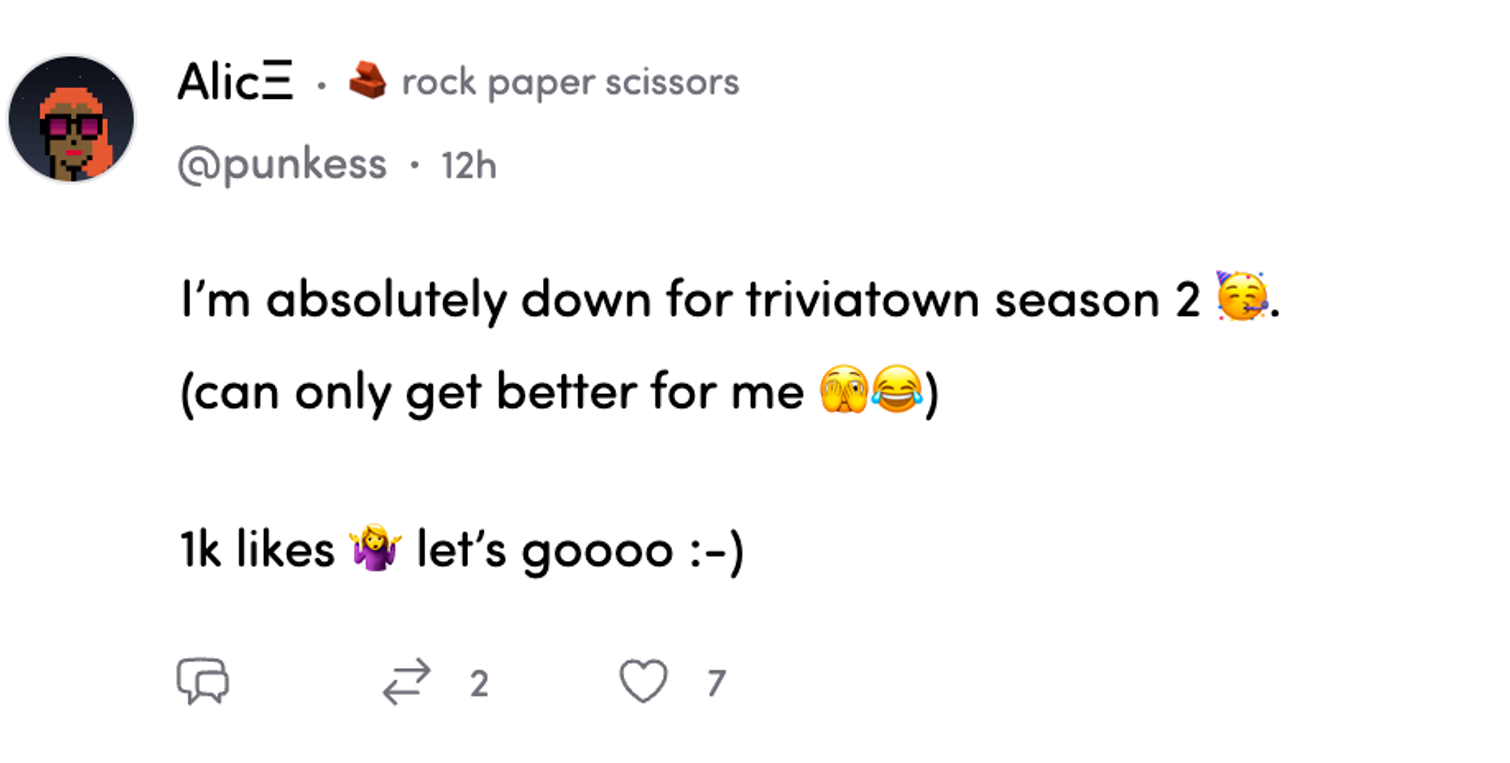 AlicΞ · rock paper scissors
@punkess · 12h
I’m absolutely down for triviatown season 2 🥳.
(can only get better for me 🫣😂)
1k likes 🤷‍♀️ let’s goooo :-)
2 7